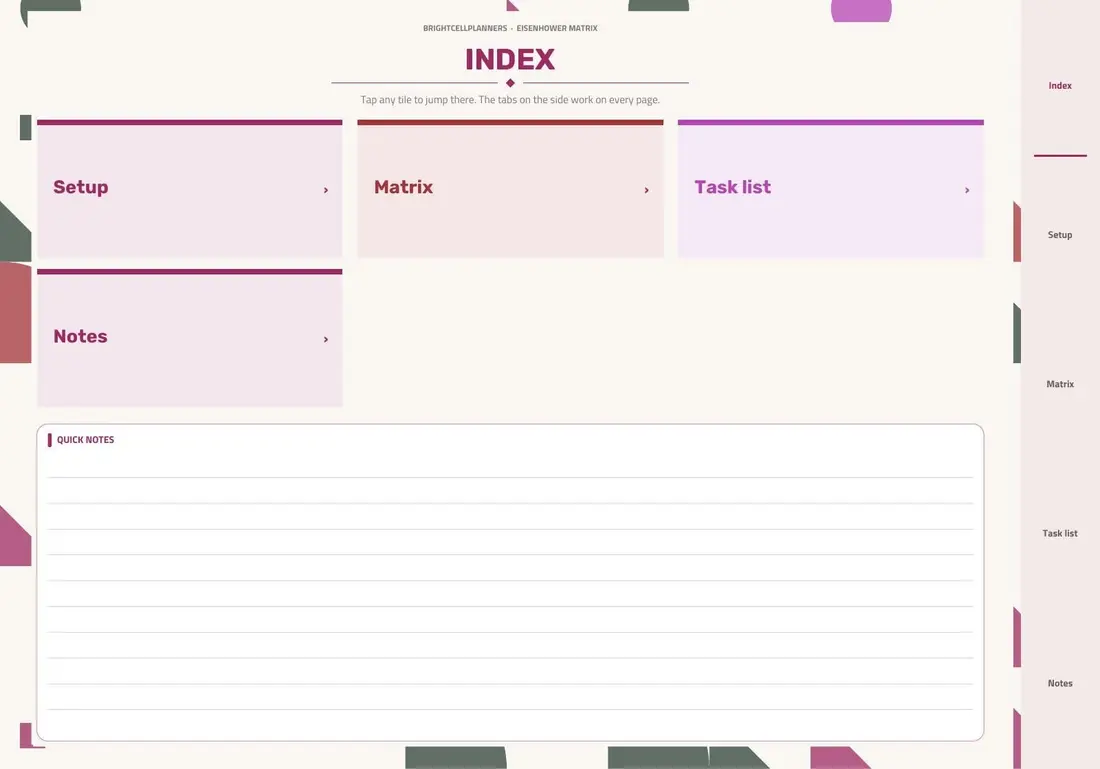 BRIGHTCELLPLANNERS · EISENHOWER MATRIX
INDEX
Tap any tile to jump there. The tabs on the side work on every page.
Setup ›
Matrix ›
Task list ›
Notes ›
QUICK NOTES
Index
Setup
Matrix
Task list
Notes